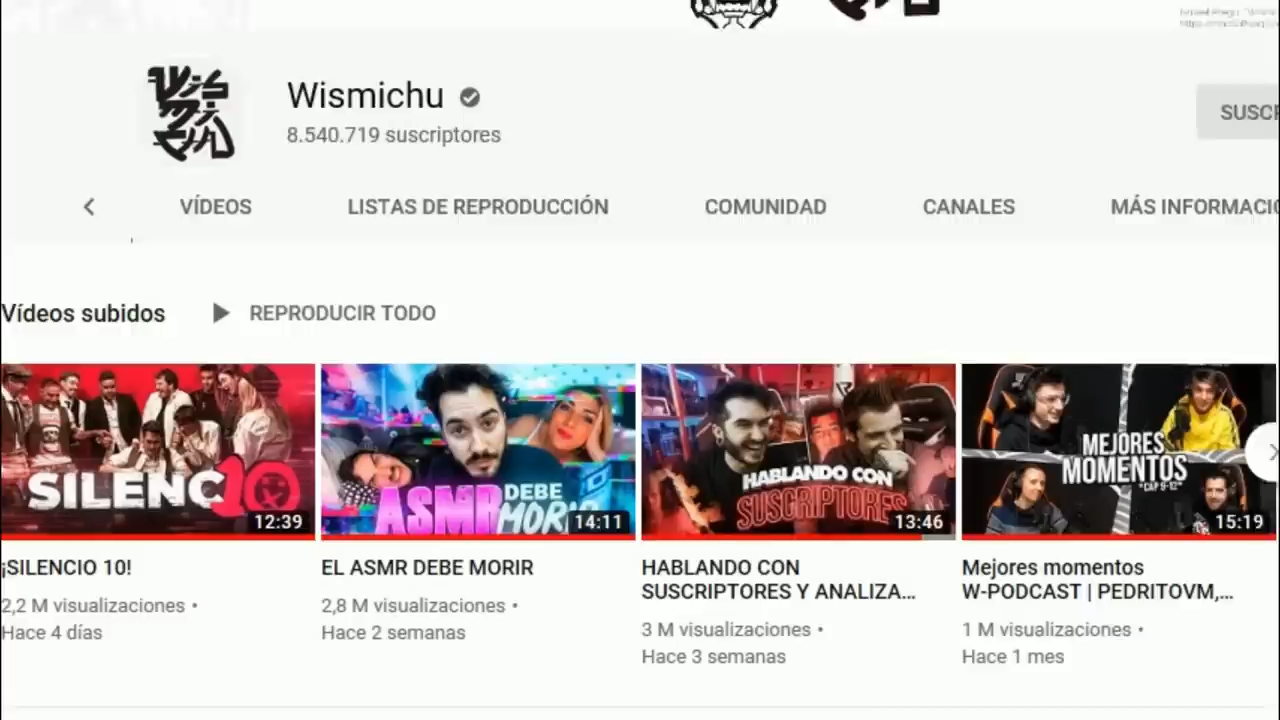 Wismichu
8.540.719 suscriptores
SUSC
VÍDEOS
LISTAS DE REPRODUCCIÓN
COMUNIDAD
CANALES
MÁS INFORMACIÓ
Vídeos subidos
REPRODUCIR TODO
SILENC10
12:39
ASMR DEBE
MORIR
14:11
HABLANDO CON
SUSCRIPTORES
13:46
MEJORES
MOMENTOS
15:19
¡SILENCIO 10!
2,2 M visualizaciones •
Hace 4 días
EL ASMR DEBE MORIR
2,8 M visualizaciones •
Hace 2 semanas
HABLANDO CON
SUSCRIPTORES Y ANALIZA...
3 M visualizaciones •
Hace 3 semanas
Mejores momentos
W-PODCAST | PEDRITOVM,...
1 M visualizaciones •
Hace 1 mes